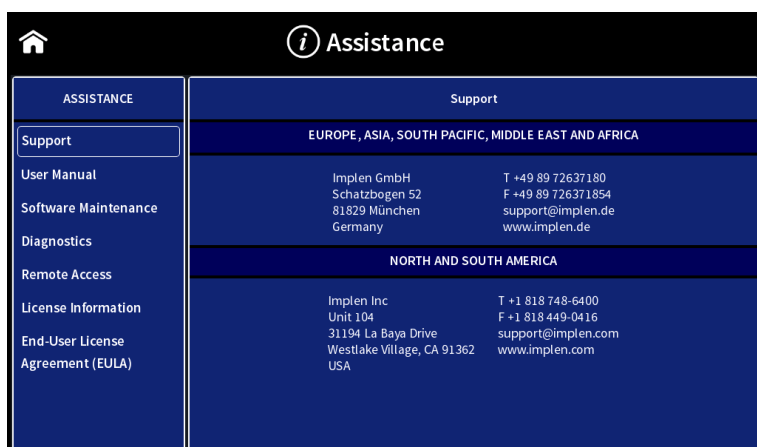 Assistance
ASSISTANCE
Support
User Manual
Software Maintenance
Diagnostics
Remote Access
License Information
End-User License
Agreement (EULA)
Support
EUROPE, ASIA, SOUTH PACIFIC, MIDDLE EAST AND AFRICA
Implen GmbH T +49 89 72637180
Schatzbogen 52 F +49 89 726371854
81829 München support@implen.de
Germany www.implen.de
NORTH AND SOUTH AMERICA
Implen Inc T +1 818 748-6400
Unit 104 F +1 818 449-0416
31194 La Baya Drive support@implen.com
Westlake Village, CA 91362 www.implen.com
USA